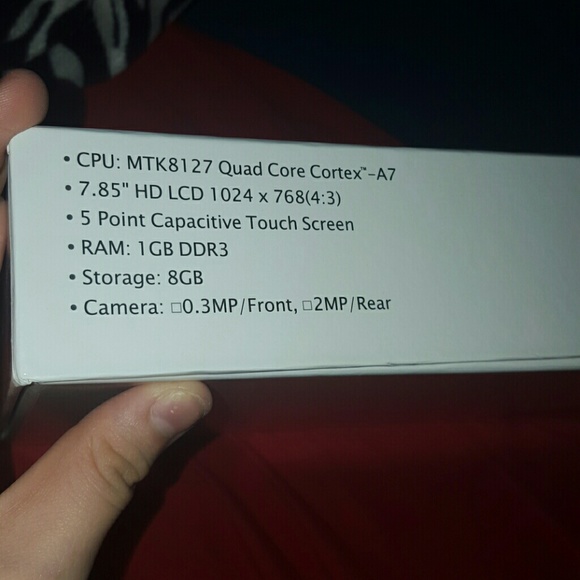 • CPU: MTK8127 Quad Core Cortex™-A7
• 7.85" HD LCD 1024 x 768(4:3)
• 5 Point Capacitive Touch Screen
• RAM: 1GB DDR3
• Storage: 8GB
• Camera: □0.3MP/Front, □2MP/Rear